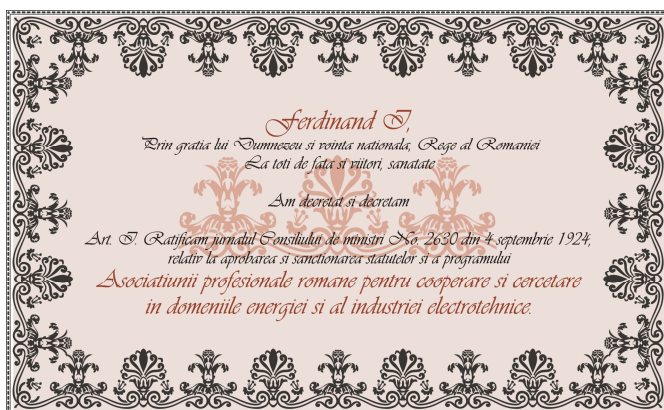 Ferdinand I,
Prin gratia lui Dumnezeu si vointa nationala, Rege al Romaniei
La toti de fata si viitori, sanatate
Am decretat si decretam
Art. I. Ratificam jurnalul Consiliului de ministri No. 2630 din 4 septembrie 1924,
relativ la aprobarea si sanctionarea statutelor si a programului
Asociatiunii profesionale romane pentru cooperare si cercetare
in domeniile energiei si al industriei electrotehnice.